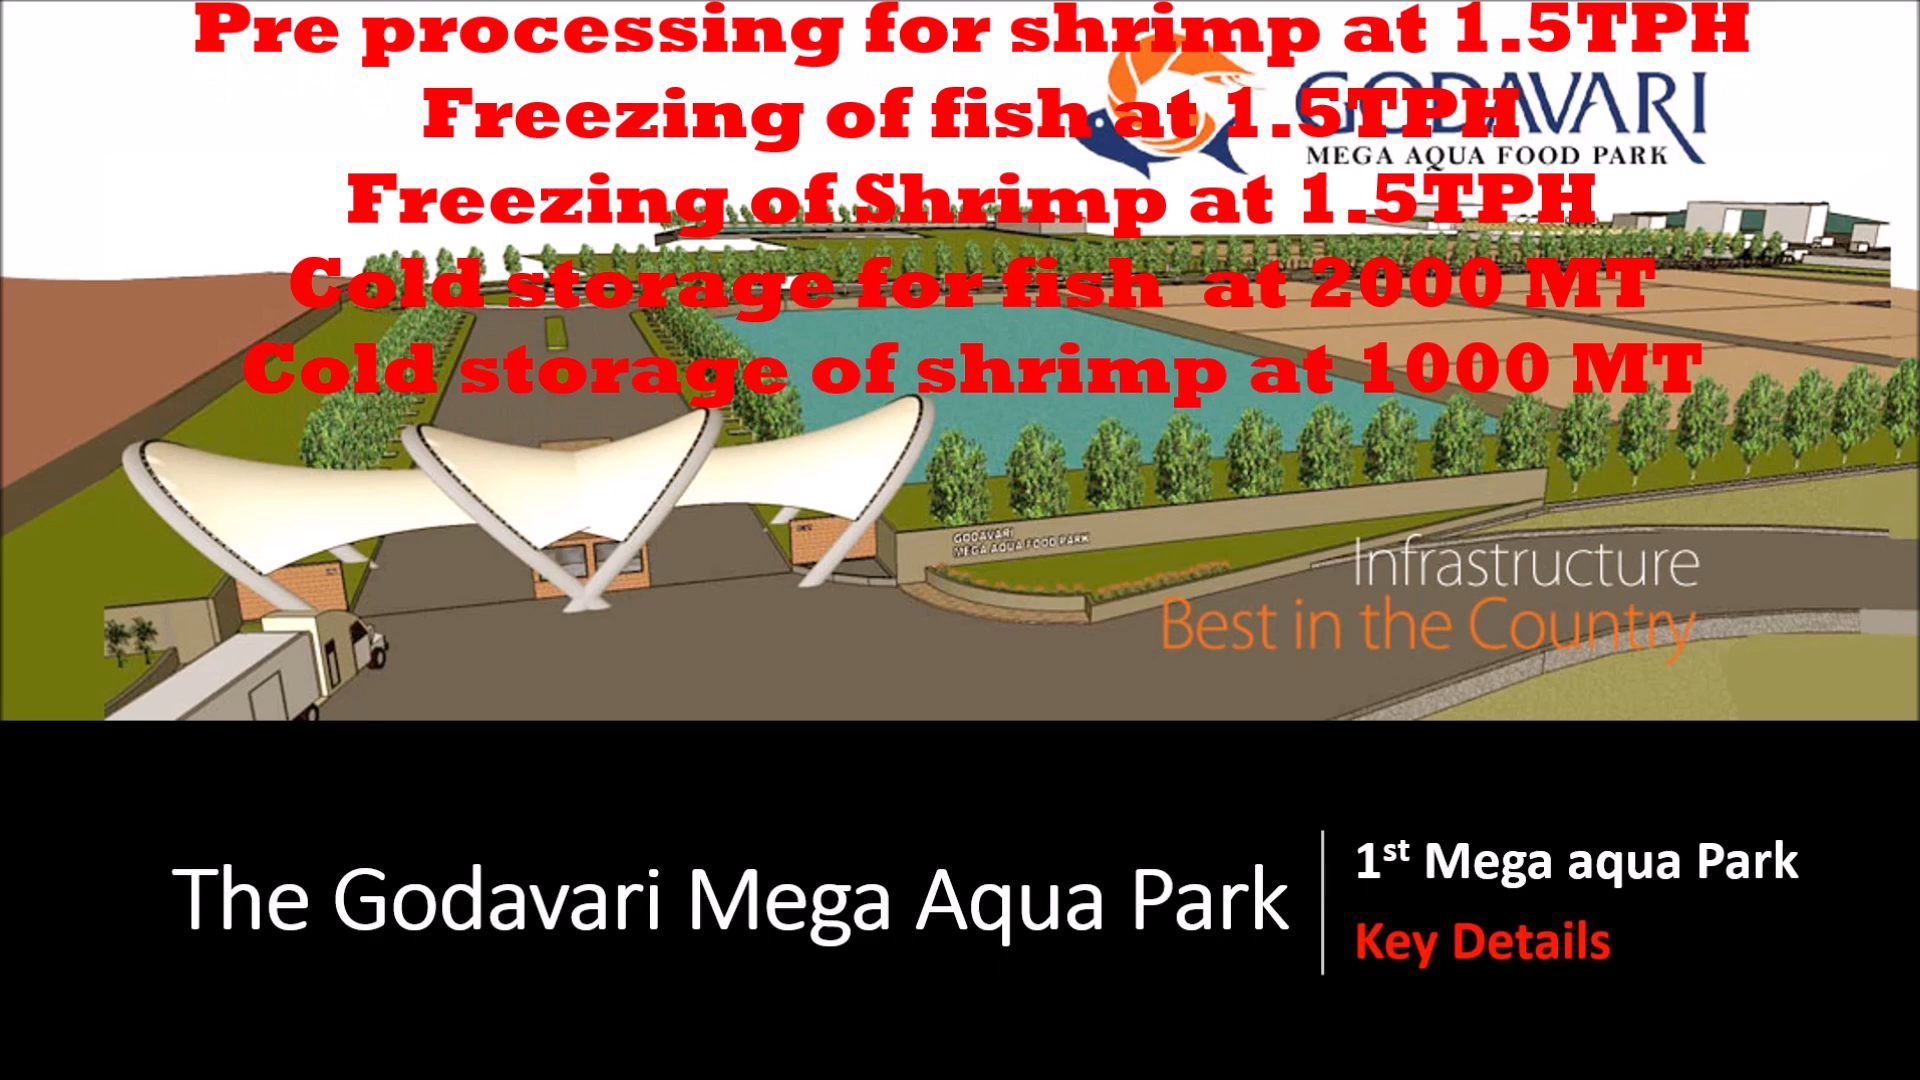 Pre processing for shrimp at 1.5TPH
Freezing of fish at 1.5TPH
Freezing of Shrimp at 1.5TPH
Cold storage for fish at 2000 MT
Cold storage of shrimp at 1000 MT
GODAVARI
MEGA AQUA FOOD PARK
GODAVARI
MEGA AQUA FOOD PARK
Infrastructure
Best in the Country
The Godavari Mega Aqua Park
1st Mega aqua Park
Key Details